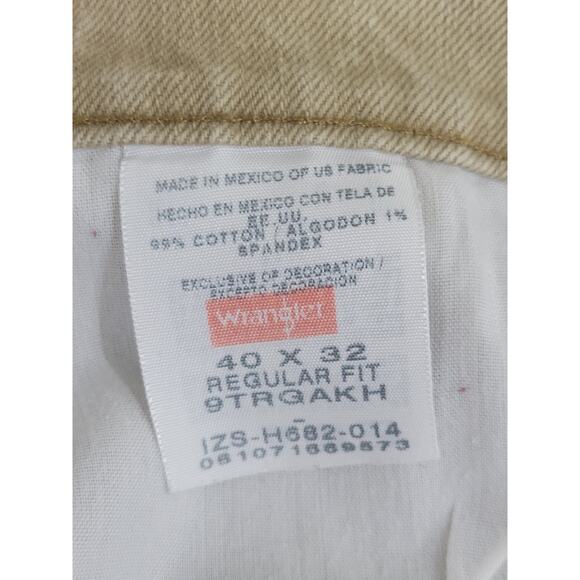 MADE IN MEXICO OF US FABRIC
HECHO EN MEXICO CON TELA DE
EE.UU.
99% COTTON / ALGODON 1%
SPANDEX
EXCLUSIVE OF DECORATION /
EXCEPTO DECORACION
Wrangler
40 X 32
REGULAR FIT
9TRGAKH
IZS-H682-014
051071669573